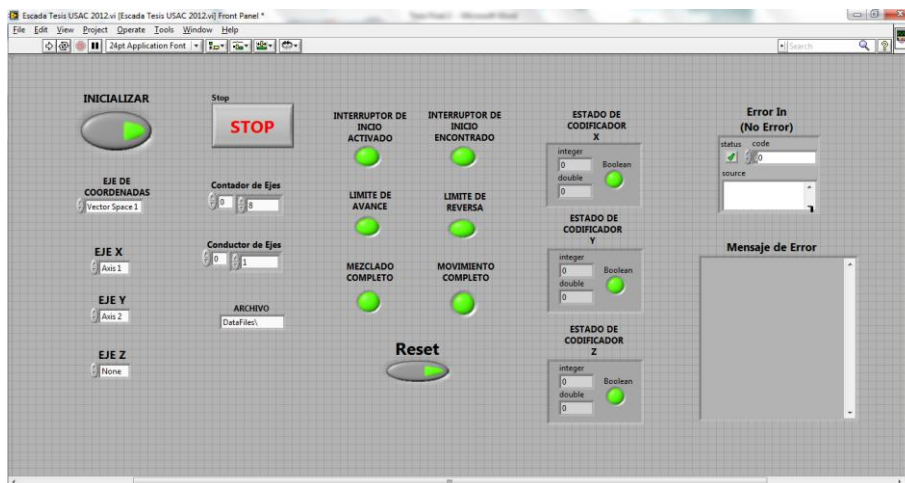 Escada Tesis USAC 2012.vi [Escada Tesis USAC 2012.vi] Front Panel *
File Edit View Project Operate Tools Window Help
24pt Application Font
Search
INICIALIZAR
Stop
STOP
EJE DE
COORDENADAS
Vector Space 1
Contador de Ejes
0
8
EJE X
Axis 1
Conductor de Ejes
0
1
EJE Y
Axis 2
ARCHIVO
DataFiles\
EJE Z
None
INTERRUPTOR DE
INCIO
ACTIVADO
INTERRUPTOR DE
INICIO
ENCONTRADO
LIMITE DE
AVANCE
LIMITE DE
REVERSA
MEZCLADO
COMPLETO
MOVIMIENTO
COMPLETO
Reset
ESTADO DE
CODIFICADOR
X
integer
0
Boolean
double
0
ESTADO DE
CODIFICADOR
Y
integer
0
Boolean
double
0
ESTADO DE
CODIFICADOR
Z
integer
0
Boolean
double
0
Error In
(No Error)
status code
0
source
Mensaje de Error